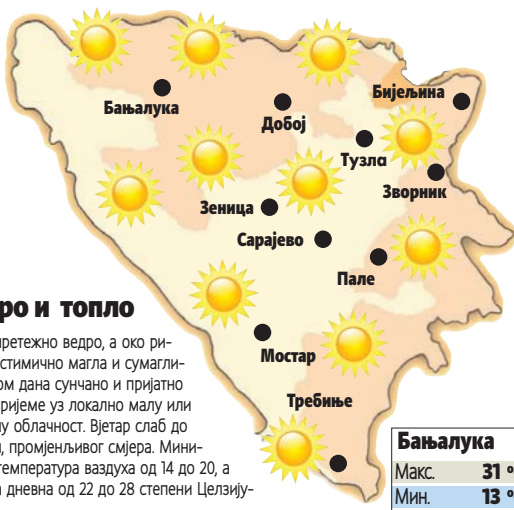 Бањалука
Добој
Бијељина
Тузла
Зворник
Зеница
Сарајево
Пале
Мостар
Требиње
ро и топло
ретежно ведро, а око ри-
стимично магла и сумагли-
ом дана сунчано и пријатно
ријеме уз локално малу или
у облачност. Вјетар слаб до
, промјенљивог смјера. Мини-
температура ваздуха од 14 до 20, а
а дневна од 22 до 28 степени Целзију-
Бањалука
Макс. 31 °
Мин. 13 °